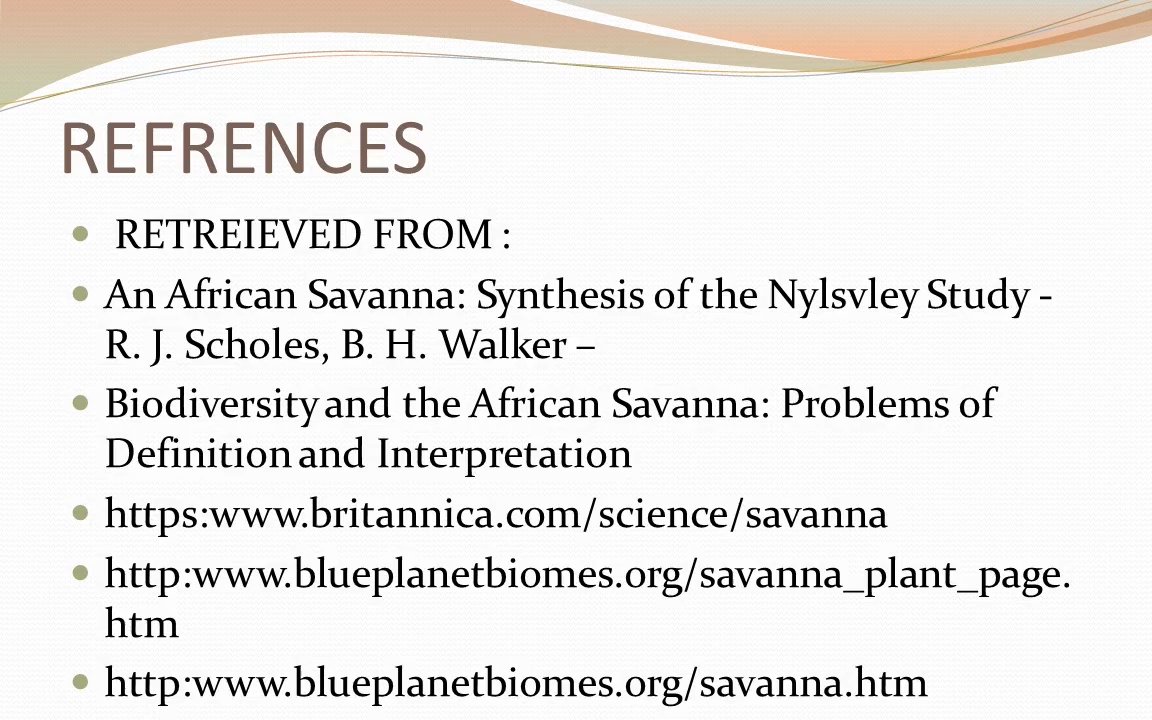 REFRENCES
RETREIEVED FROM :
An African Savanna: Synthesis of the Nylsvley Study -
R. J. Scholes, B. H. Walker –
Biodiversity and the African Savanna: Problems of
Definition and Interpretation
https:www.britannica.com/science/savanna
http:www.blueplanetbiomes.org/savanna_plant_page.
htm
http:www.blueplanetbiomes.org/savanna.htm